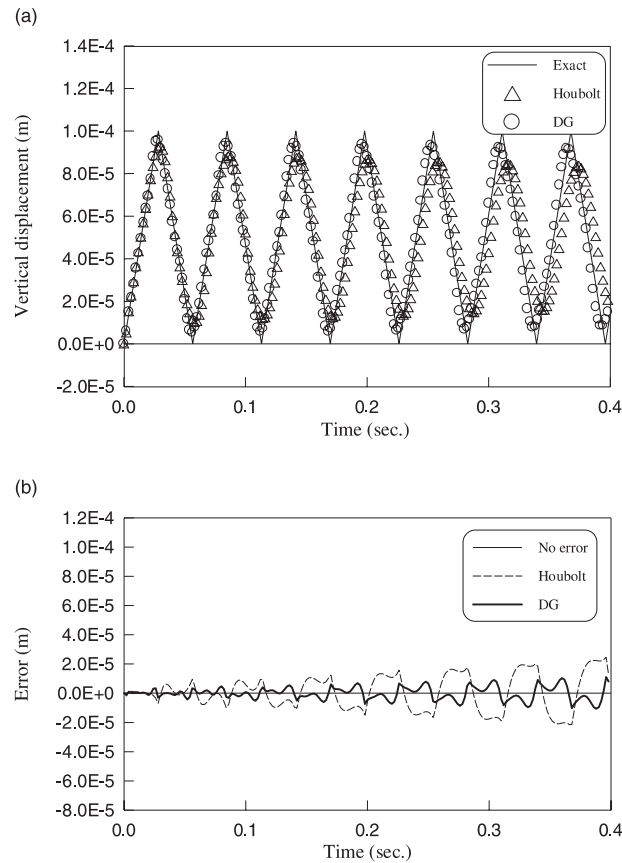 (a)
1.4E-4
1.2E-4
1.0E-4
8.0E-5
6.0E-5
4.0E-5
2.0E-5
0.0E+0
-2.0E-5
Vertical displacement (m)
Exact
Houbolt
DG
0.0
0.1
0.2
0.3
0.4
Time (sec.)
(b)
1.2E-4
1.0E-4
8.0E-5
6.0E-5
4.0E-5
2.0E-5
0.0E+0
-2.0E-5
-4.0E-5
-6.0E-5
-8.0E-5
Error (m)
No error
Houbolt
DG
0.0
0.1
0.2
0.3
0.4
Time (sec.)